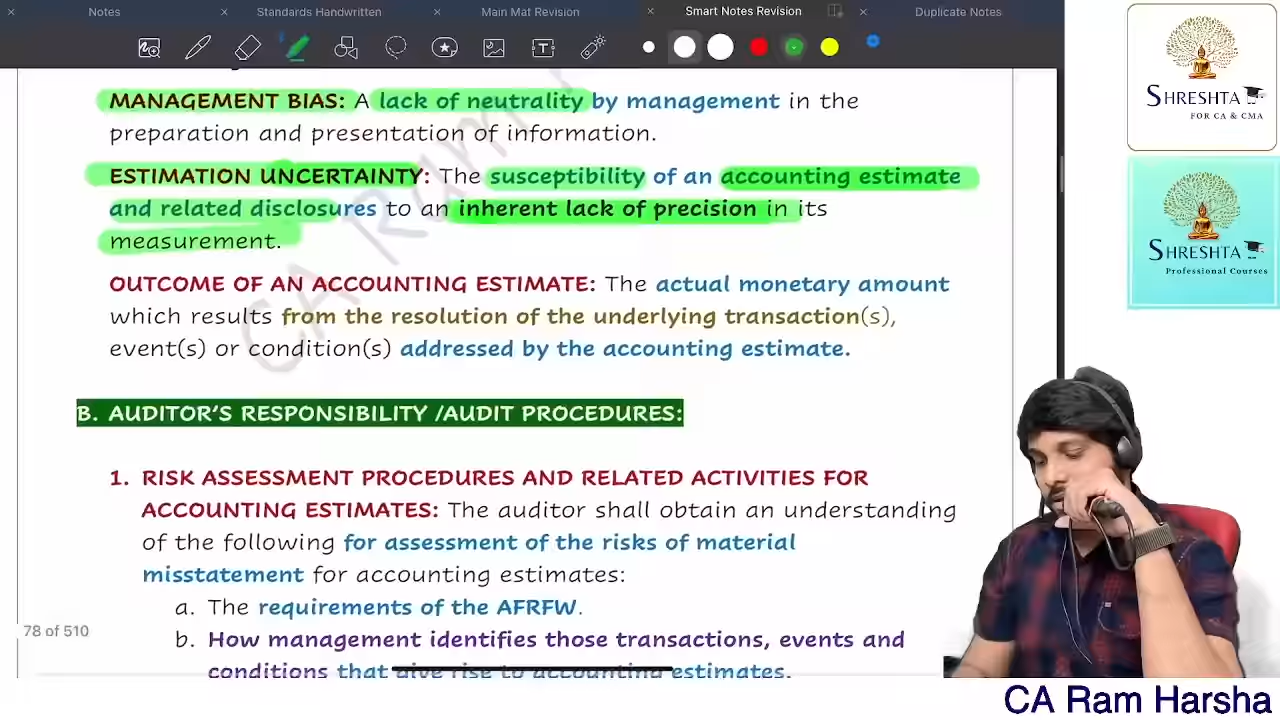 Notes
Standards Handwritten
Main Mat Revision
Smart Notes Revision
Duplicate Notes
MANAGEMENT BIAS: A lack of neutrality by management in the
preparation and presentation of information.
ESTIMATION UNCERTAINTY: The susceptibility of an accounting estimate
and related disclosures to an inherent lack of precision in its
measurement.
OUTCOME OF AN ACCOUNTING ESTIMATE: The actual monetary amount
which results from the resolution of the underlying transaction(s),
event(s) or condition(s) addressed by the accounting estimate.
B. AUDITOR'S RESPONSIBILITY /AUDIT PROCEDURES:
1. RISK ASSESSMENT PROCEDURES AND RELATED ACTIVITIES FOR
ACCOUNTING ESTIMATES: The auditor shall obtain an understanding
of the following for assessment of the risks of material
misstatement for accounting estimates:
a. The requirements of the AFRFW.
b. How management identifies those transactions, events and
conditions that give rise to accounting estimates.
78 of 510
CA Ram
SHRESHTA
FOR CA & CMA
SHRESHTA
Professional Courses
CA Ram Harsha